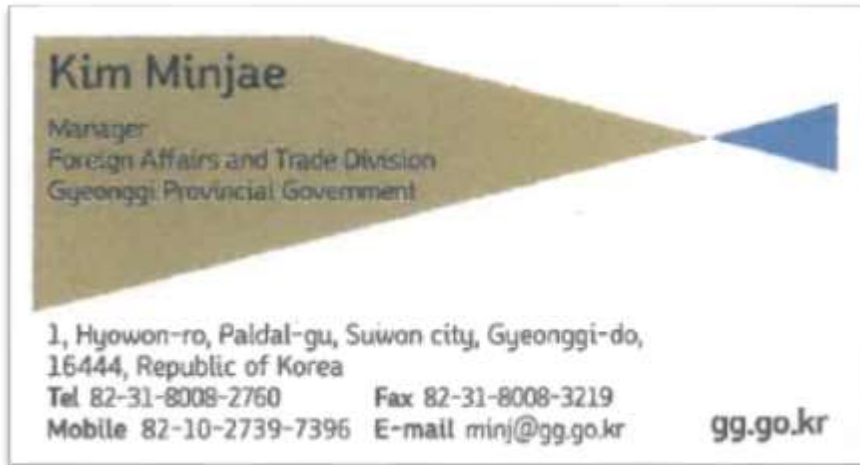 Kim Minjae
Manager
Foreign Affairs and Trade Division
Gyeonggi Provincial Government
1, Hyowon-ro, Paldal-gu, Suwon city, Gyeonggi-do,
16444, Republic of Korea
Tel 82-31-8008-2760 Fax 82-31-8008-3219
Mobile 82-10-2739-7396 E-mail minj@gg.go.kr
gg.go.kr